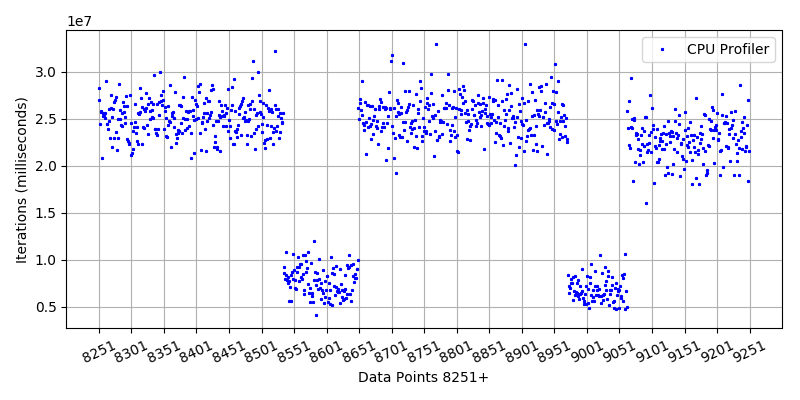 1e7
CPU Profiler
3.0
2.5
2.0
1.5
1.0
0.5
Iterations (milliseconds)
8251 8301 8351 8401 8451 8501 8551 8601 8651 8701 8751 8801 8851 8901 8951 9001 9051 9101 9151 9201 9251
Data Points 8251+